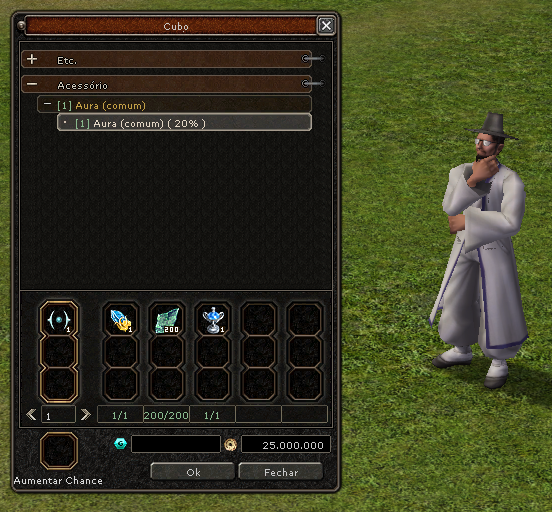 Cubo
Etc.
Acessório
[1] Aura (comum)
[1] Aura (comum) ( 20% )
1 1 200 1
1 1/1 200/200 1/1
G 25.000.000
Ok Fechar
Aumentar Chance